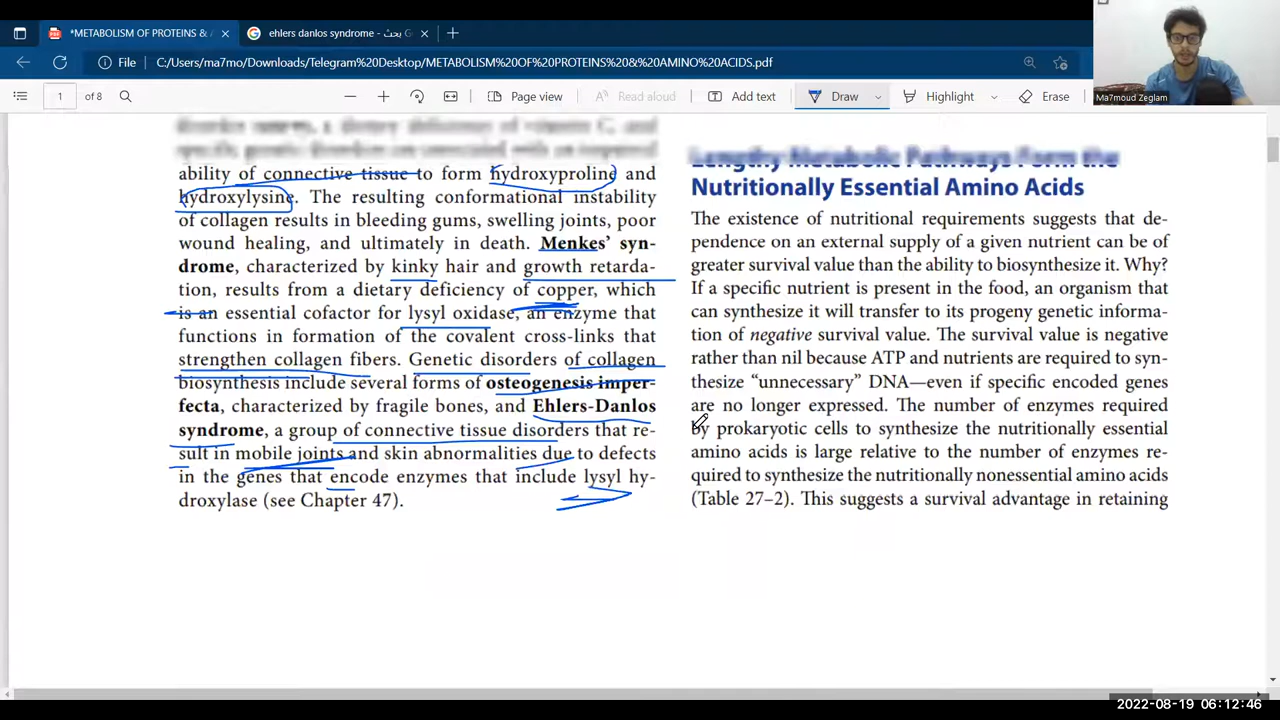 *METABOLISM OF PROTEINS & A
ehlers danlos syndrome - بحث G
File
C:/Users/ma7mo/Downloads/Telegram%20Desktop/METABOLISM%20OF%20PROTEINS%20&%20AMINO%20ACIDS.pdf
1 of 8
Page view
Read aloud
Add text
Draw
Highlight
Erase
Ma7moud Zeglam
ability of connective tissue to form hydroxyproline and
hydroxylysine. The resulting conformational instability
of collagen results in bleeding gums, swelling joints, poor
wound healing, and ultimately in death. Menkes' syn-
drome, characterized by kinky hair and growth retarda-
tion, results from a dietary deficiency of copper, which
is an essential cofactor for lysyl oxidase, an enzyme that
functions in formation of the covalent cross-links that
strengthen collagen fibers. Genetic disorders of collagen
biosynthesis include several forms of osteogenesis imper-
fecta, characterized by fragile bones, and Ehlers-Danlos
syndrome, a group of connective tissue disorders that re-
sult in mobile joints and skin abnormalities due to defects
in the genes that encode enzymes that include lysyl hy-
droxylase (see Chapter 47).
Lengthy Metabolic Pathways Form the
Nutritionally Essential Amino Acids
The existence of nutritional requirements suggests that de-
pendence on an external supply of a given nutrient can be of
greater survival value than the ability to biosynthesize it. Why?
If a specific nutrient is present in the food, an organism that
can synthesize it will transfer to its progeny genetic informa-
tion of negative survival value. The survival value is negative
rather than nil because ATP and nutrients are required to syn-
thesize “unnecessary” DNA—even if specific encoded genes
are no longer expressed. The number of enzymes required
by prokaryotic cells to synthesize the nutritionally essential
amino acids is large relative to the number of enzymes re-
quired to synthesize the nutritionally nonessential amino acids
(Table 27–2). This suggests a survival advantage in retaining
2022-08-19 06:12:46